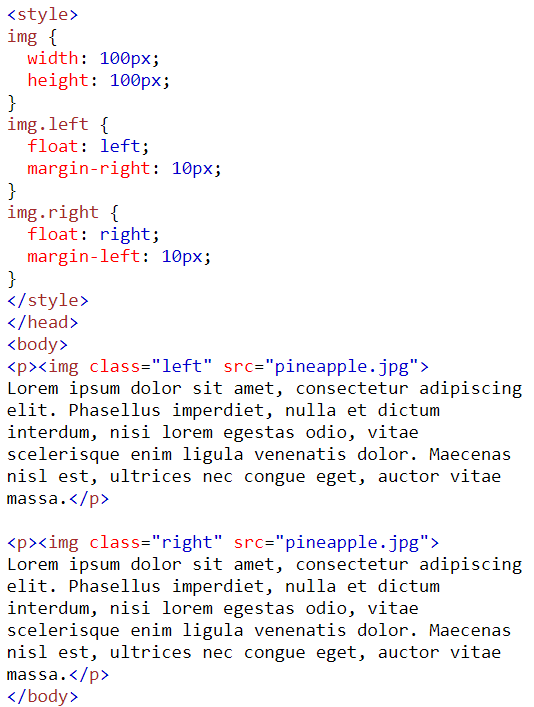 <style>
img {
  width: 100px;
  height: 100px;
}
img.left {
  float: left;
  margin-right: 10px;
}
img.right {
  float: right;
  margin-left: 10px;
}
</style>
</head>
<body>
<p><img class="left" src="pineapple.jpg">
Lorem ipsum dolor sit amet, consectetur adipiscing
elit. Phasellus imperdiet, nulla et dictum
interdum, nisi lorem egestas odio, vitae
scelerisque enim ligula venenatis dolor. Maecenas
nisl est, ultrices nec congue eget, auctor vitae
massa.</p>

<p><img class="right" src="pineapple.jpg">
Lorem ipsum dolor sit amet, consectetur adipiscing
elit. Phasellus imperdiet, nulla et dictum
interdum, nisi lorem egestas odio, vitae
scelerisque enim ligula venenatis dolor. Maecenas
nisl est, ultrices nec congue eget, auctor vitae
massa.</p>
</body>